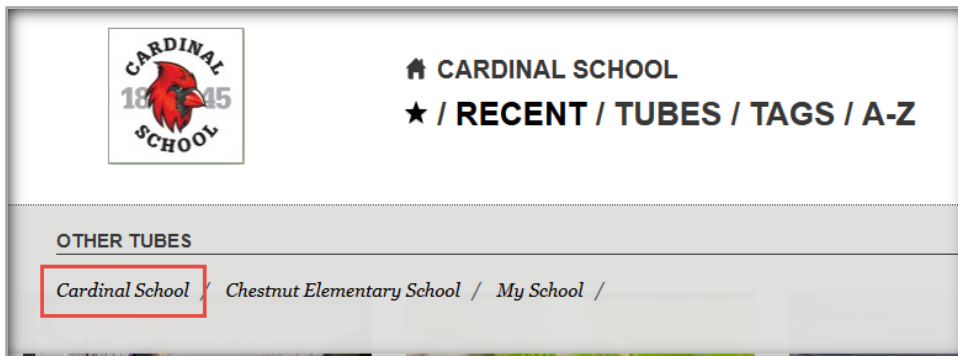 CARDINAL
18 45
SCHOOL
CARDINAL SCHOOL
★ / RECENT / TUBES / TAGS / A-Z
OTHER TUBES
Cardinal School / Chestnut Elementary School / My School /